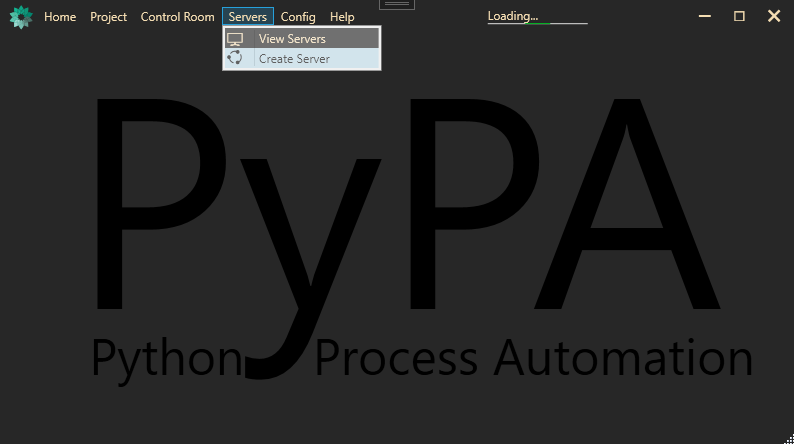 Home Project Control Room Servers Config Help Loading...
View Servers
Create Server
PyPA
Python Process Automation